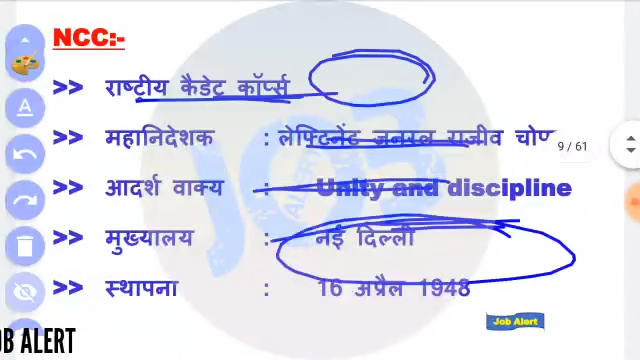 NCC:-
>> राष्ट्रीय कैडेट कॉर्प्स
>> महानिदेशक : लेफ्टिनेंट जनरल राजीव
9 / 61
>> आदर्श वाक्य : Unity and discipline
>> मुख्यालय : नई दिल्ली
>> स्थापना : 16 अप्रैल 1948
Job Alert
OB ALERT